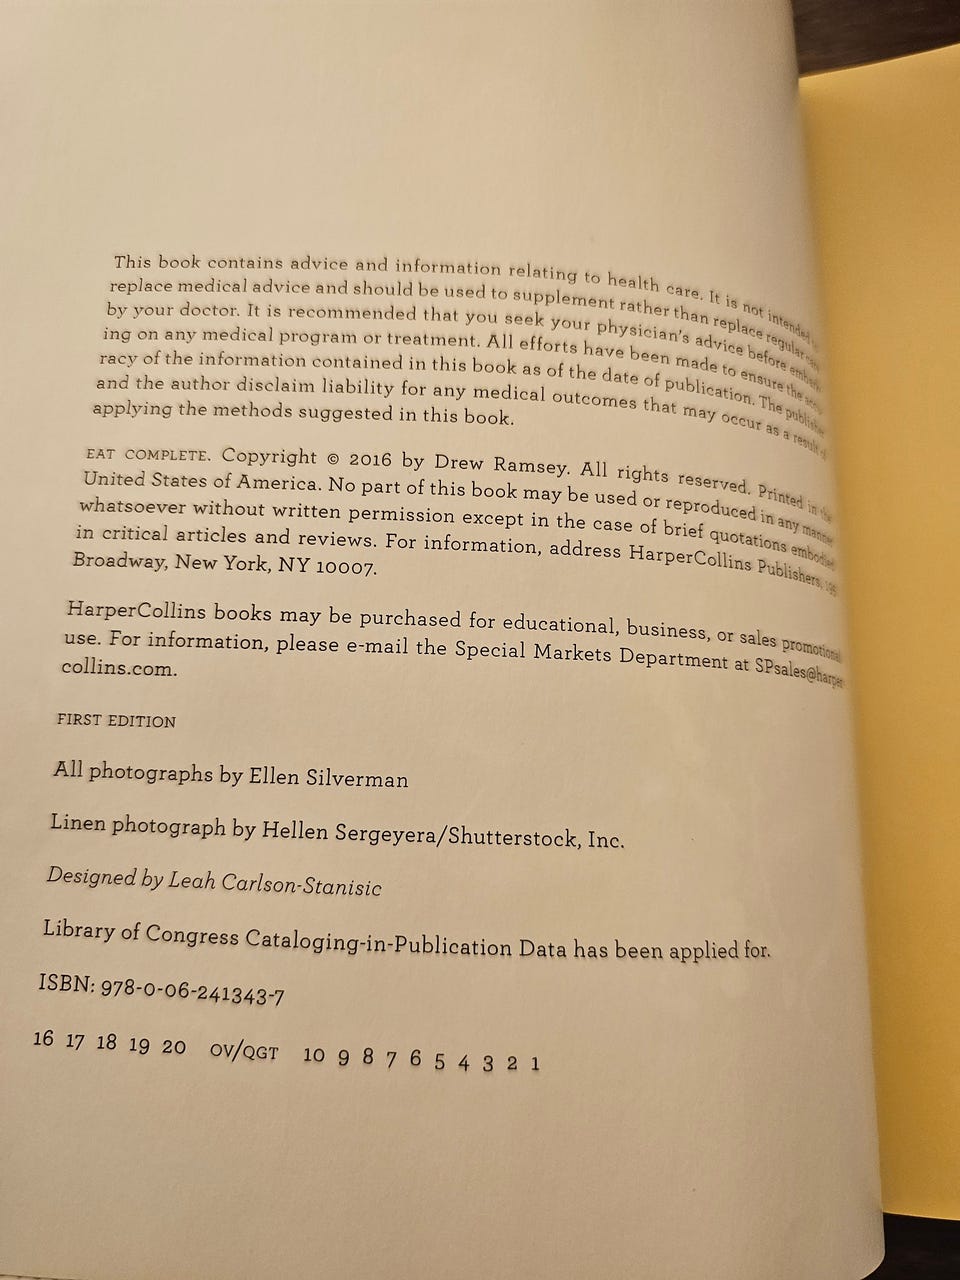 This book contains advice and information relating to health care. It is not intended
replace medical advice and should be used to supplement rather than replace regular
by your doctor. It is recommended that you seek your physician's advice before embark-
ing on any medical program or treatment. All efforts have been made to ensure the accu-
racy of the information contained in this book as of the date of publication. The publisher
and the author disclaim liability for any medical outcomes that may occur as a result of
applying the methods suggested in this book.
EAT COMPLETE. Copyright © 2016 by Drew Ramsey. All rights reserved. Printed in the
United States of America. No part of this book may be used or reproduced in any manner
whatsoever without written permission except in the case of brief quotations embodied
in critical articles and reviews. For information, address HarperCollins Publishers, 195
Broadway, New York, NY 10007.
HarperCollins books may be purchased for educational, business, or sales promotional
use. For information, please e-mail the Special Markets Department at SPsales@harper
collins.com.
FIRST EDITION
All photographs by Ellen Silverman
Linen photograph by Hellen Sergeyera/Shutterstock, Inc.
Designed by Leah Carlson-Stanisic
Library of Congress Cataloging-in-Publication Data has been applied for.
ISBN: 978-0-06-241343-7
16 17 18 19 20 OV/QGT 10 9 8 7 6 5 4 3 2 1